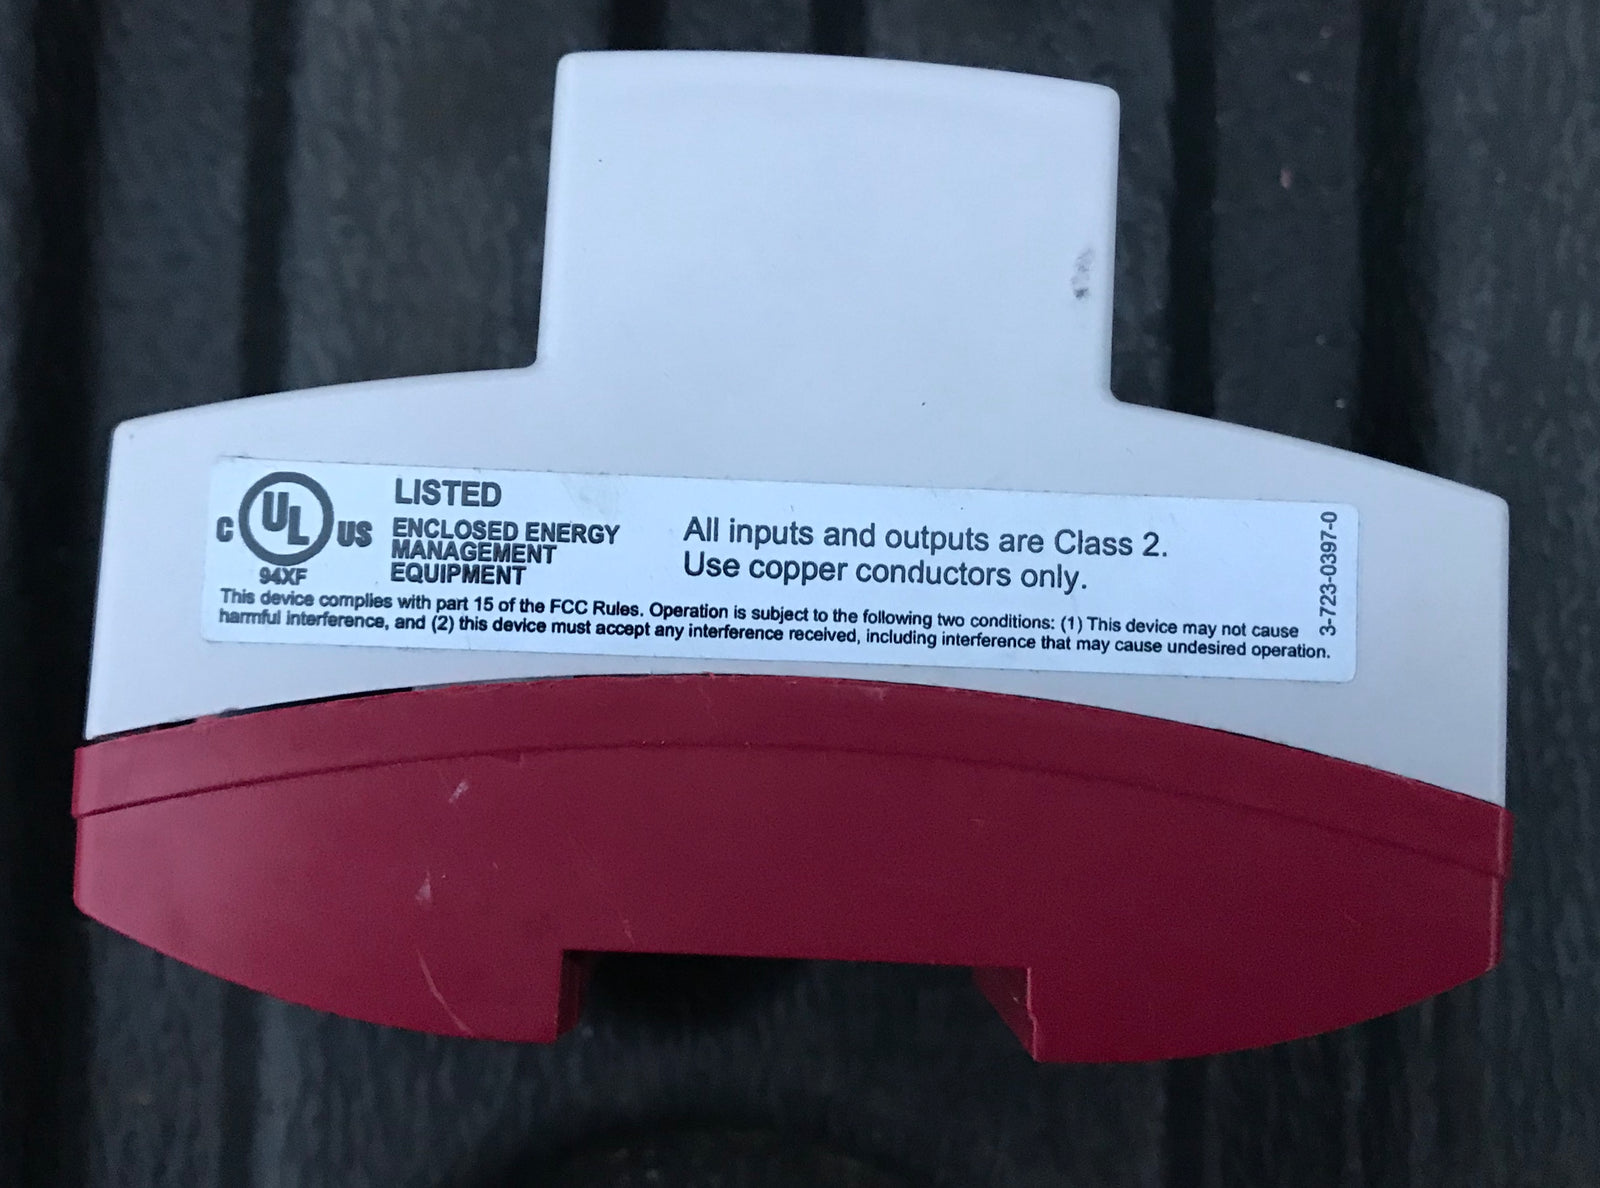 C UL US
94XF
LISTED
ENCLOSED ENERGY
MANAGEMENT
EQUIPMENT
All inputs and outputs are Class 2.
Use copper conductors only.
This device complies with part 15 of the FCC Rules. Operation is subject to the following two conditions: (1) This device may not cause
harmful interference, and (2) this device must accept any interference received, including interference that may cause undesired operation.
3-723-0397-0